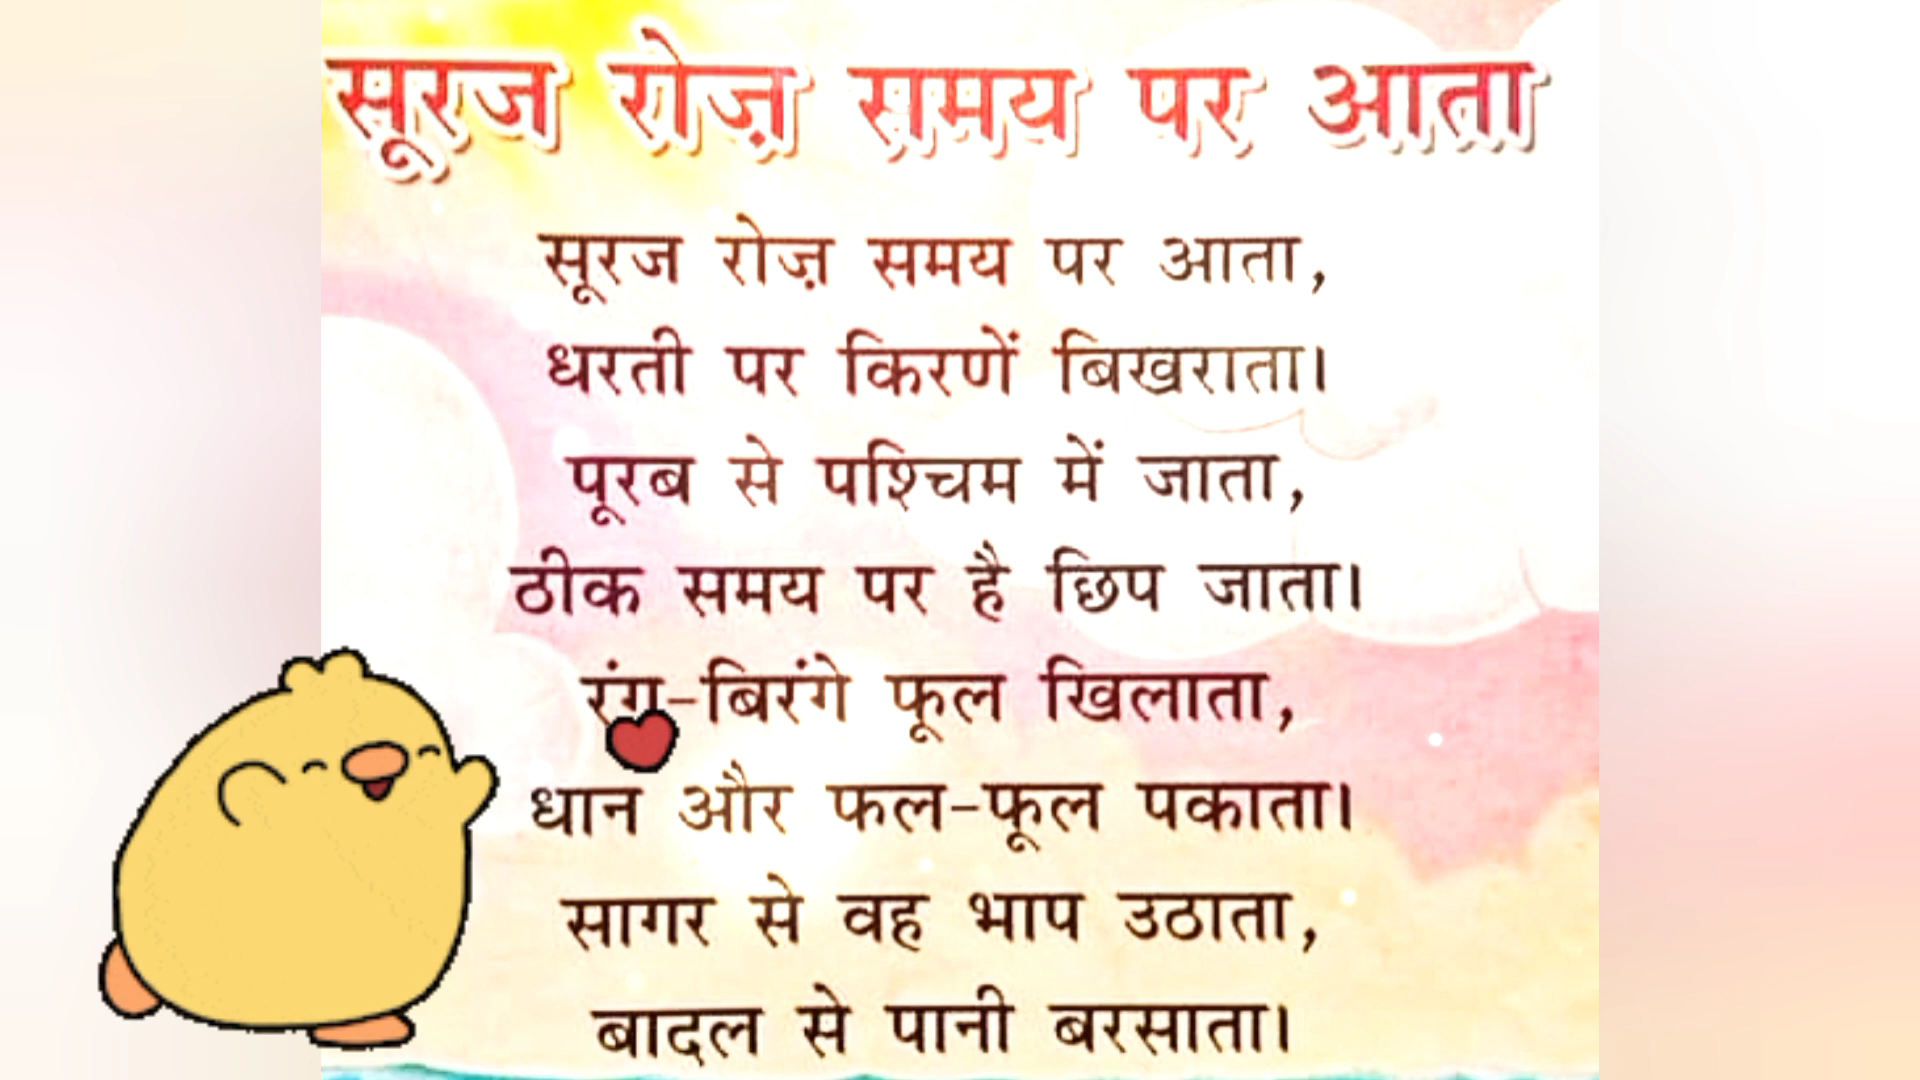 सूरज रोज़ समय पर आता
सूरज रोज़ समय पर आता,
धरती पर किरणें बिखराता।
पूरब से पश्चिम में जाता,
ठीक समय पर है छिप जाता।
रंग-बिरंगे फूल खिलाता,
धान और फल-फूल पकाता।
सागर से वह भाप उठाता,
बादल से पानी बरसाता।